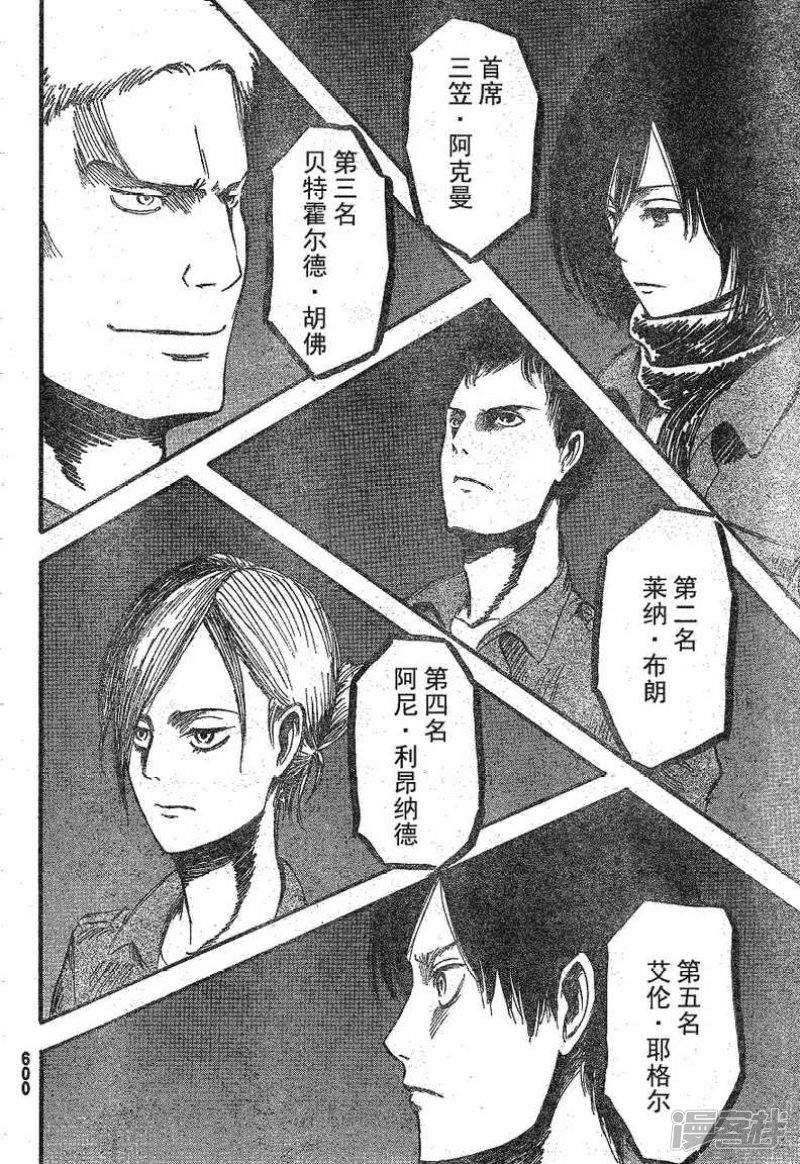 首席
三笠·阿克曼
第三名
贝特霍尔德·胡佛
第二名
莱纳·布朗
第四名
阿尼·利昂纳德
第五名
艾伦·耶格尔
600
漫客栈